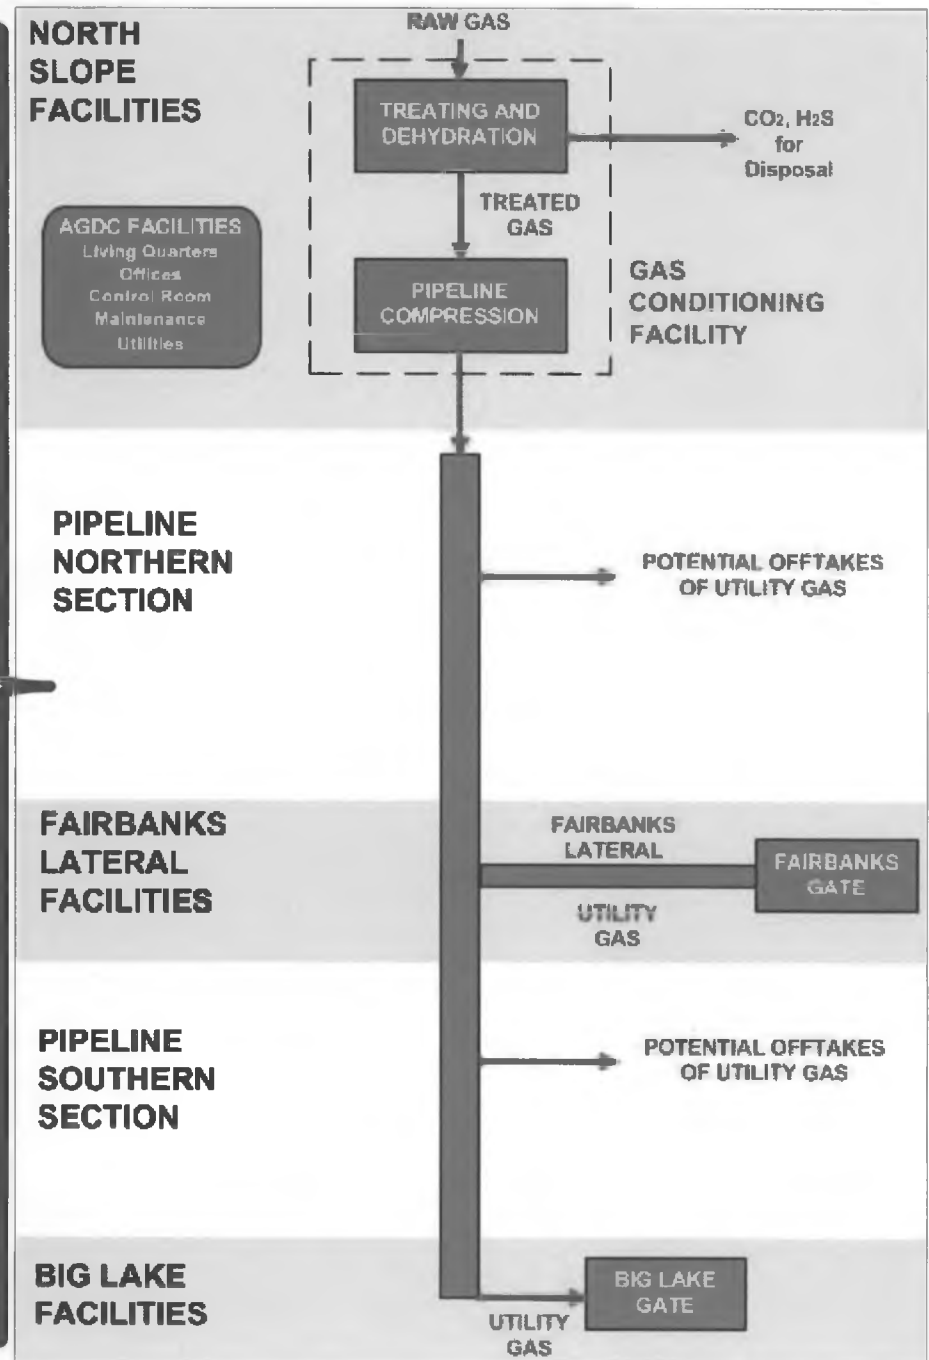 NORTH
SLOPE
FACILITIES
RAW GAS
TREATING AND
DEHYDRATION
CO2, H2S
for
Disposal
TREATED
GAS
AGDC FACILITIES
Living Quarters
Offices
Control Room
Maintenance
Utilities
PIPELINE
COMPRESSION
GAS
CONDITIONING
FACILITY
PIPELINE
NORTHERN
SECTION
POTENTIAL OFFTAKES
OF UTILITY GAS
FAIRBANKS
LATERAL
FACILITIES
FAIRBANKS
LATERAL
FAIRBANKS
GATE
UTILITY
GAS
PIPELINE
SOUTHERN
SECTION
POTENTIAL OFFTAKES
OF UTILITY GAS
BIG LAKE
FACILITIES
BIG LAKE
GATE
UTILITY
GAS